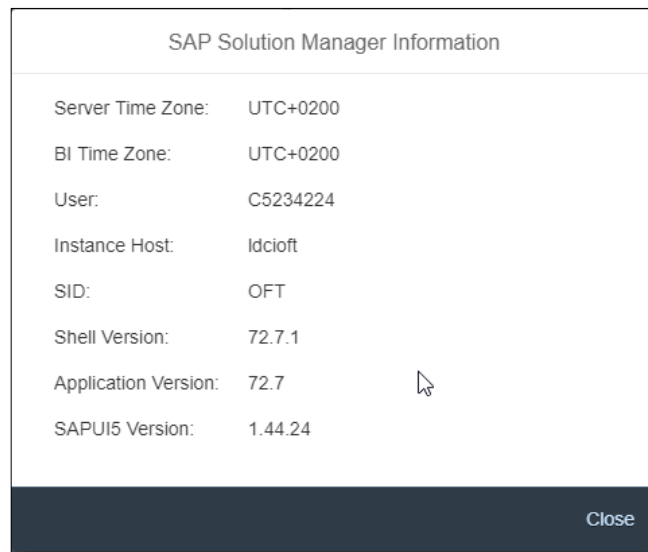 SAP Solution Manager Information
Server Time Zone: UTC+0200
BI Time Zone: UTC+0200
User: C5234224
Instance Host: ldcioft
SID: OFT
Shell Version: 72.7.1
Application Version: 72.7
SAPUI5 Version: 1.44.24
Close